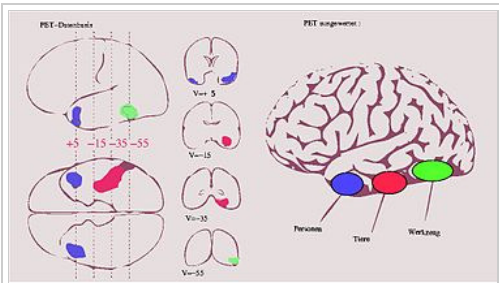 PET-Datenbasis
PET ausgewertet:
+5 -15 -35 -55
V=+ 5
V=-15
V=-35
V=-55
Personen
Tiere
Werkzeug